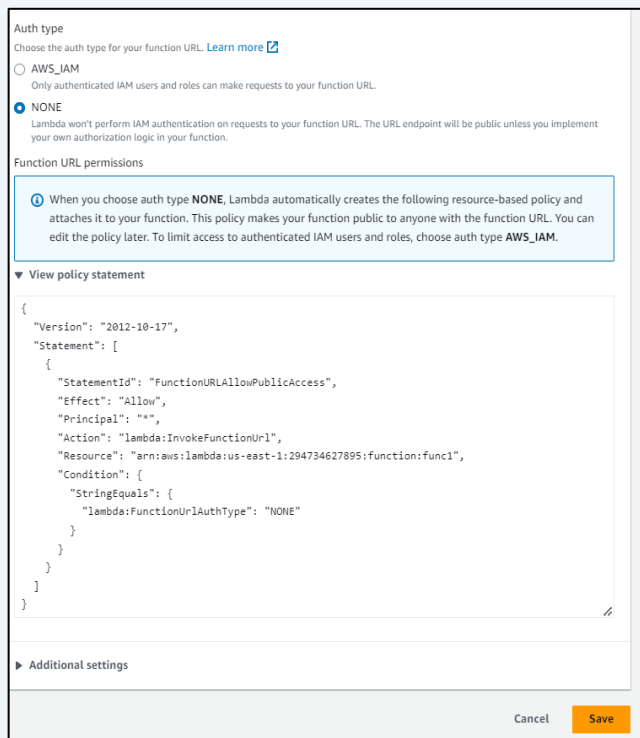 Auth type
Choose the auth type for your function URL. Learn more
AWS_IAM
Only authenticated IAM users and roles can make requests to your function URL.
NONE
Lambda won't perform IAM authentication on requests to your function URL. The URL endpoint will be public unless you implement
your own authorization logic in your function.
Function URL permissions
When you choose auth type NONE, Lambda automatically creates the following resource-based policy and
attaches it to your function. This policy makes your function public to anyone with the function URL. You can
edit the policy later. To limit access to authenticated IAM users and roles, choose auth type AWS_IAM.
View policy statement
{
  "Version": "2012-10-17",
  "Statement": [
    {
      "StatementId": "FunctionURLAllowPublicAccess",
      "Effect": "Allow",
      "Principal": "*",
      "Action": "lambda:InvokeFunctionUrl",
      "Resource": "arn:aws:lambda:us-east-1:294734627895:function:func1",
      "Condition": {
        "StringEquals": {
          "lambda:FunctionUrlAuthType": "NONE"
        }
      }
    }
  ]
}
Additional settings
Cancel Save